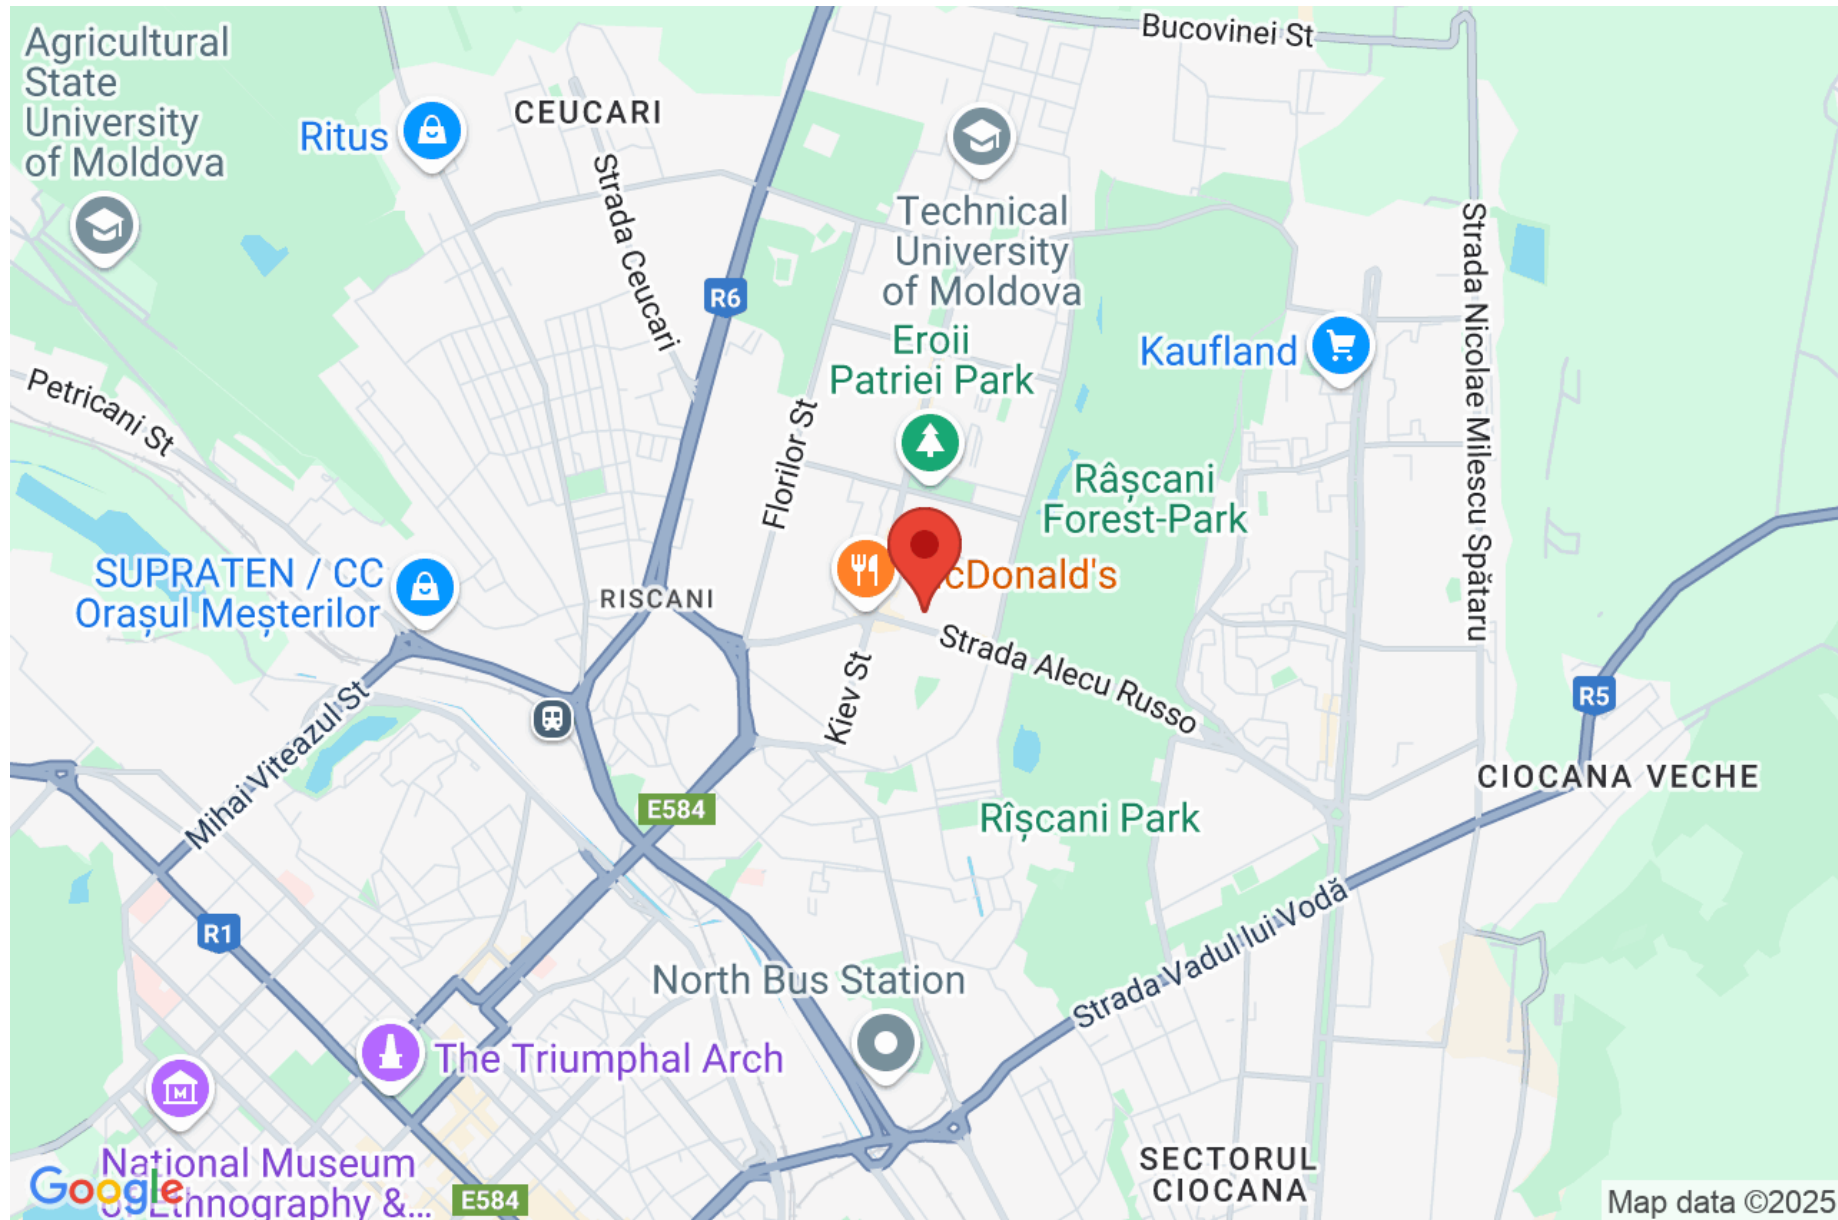 Bucovinei St
Agricultural
State
University
of Moldova
CEUCARI
Ritus
Strada Ceucari
Technical
University
of Moldova
R6
Strada Nicolae Milescu Spătaru
Eroii
Patriei Park
Kaufland
Petricani St
Florilor St
Râșcani
Forest-Park
SUPRATEN / CC
Orașul Meșterilor
RISCANI
cDonald's
Strada Alecu Russo
Kiev St
R5
Mihai Viteazul St
CIOCANA VECHE
E584
Rîșcani Park
R1
Strada Vadul lui Vodă
North Bus Station
The Triumphal Arch
National Museum
of Ethnography &...
SECTORUL
CIOCANA
E584
Google
Map data ©2025
M